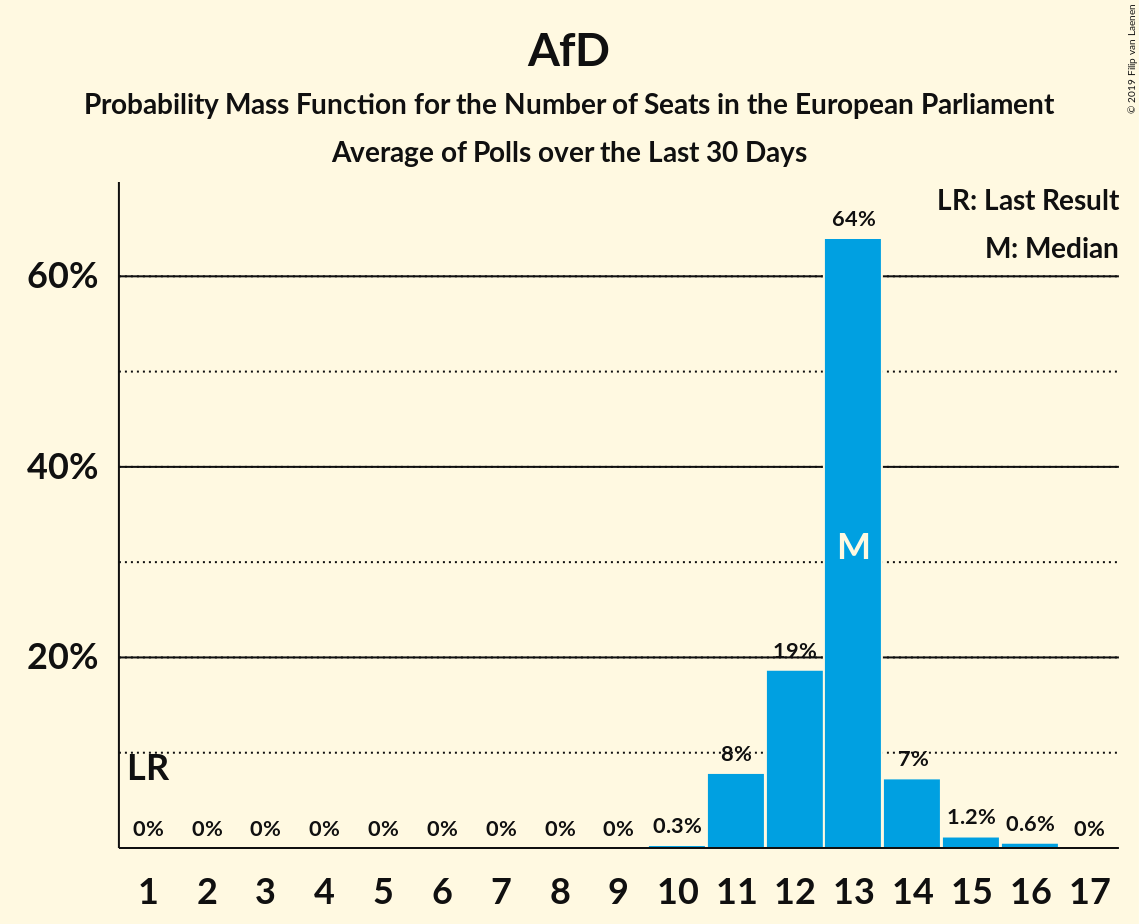 AfD
Probability Mass Function for the Number of Seats in the European Parliament
Average of Polls over the Last 30 Days
© 2019 Filip van Laenen
LR: Last Result
M: Median
64%
60%
40%
M
20%
19%
LR
8%
7%
0% 0% 0% 0% 0% 0% 0% 0% 0% 0.3% 1.2% 0.6% 0%
1 2 3 4 5 6 7 8 9 10 11 12 13 14 15 16 17